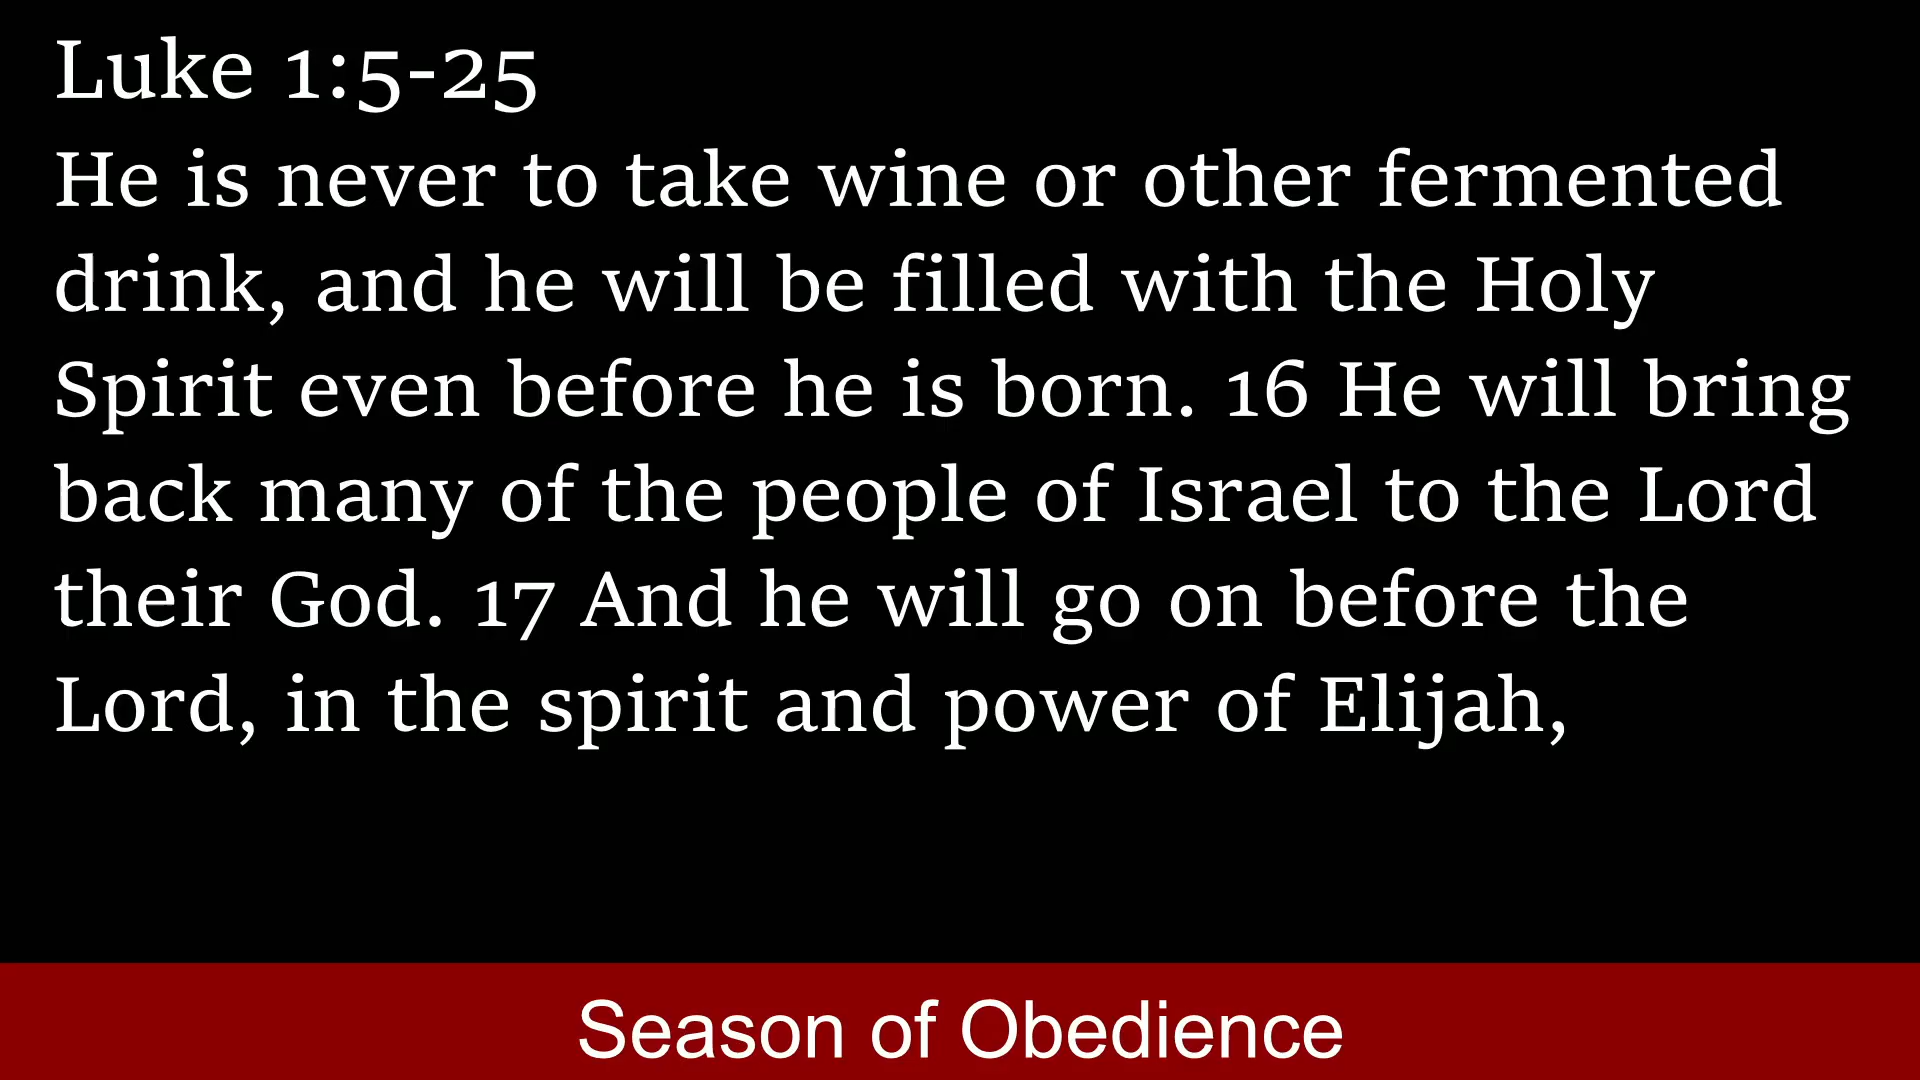 Luke 1:5-25
He is never to take wine or other fermented
drink, and he will be filled with the Holy
Spirit even before he is born. 16 He will bring
back many of the people of Israel to the Lord
their God. 17 And he will go on before the
Lord, in the spirit and power of Elijah,
Season of Obedience